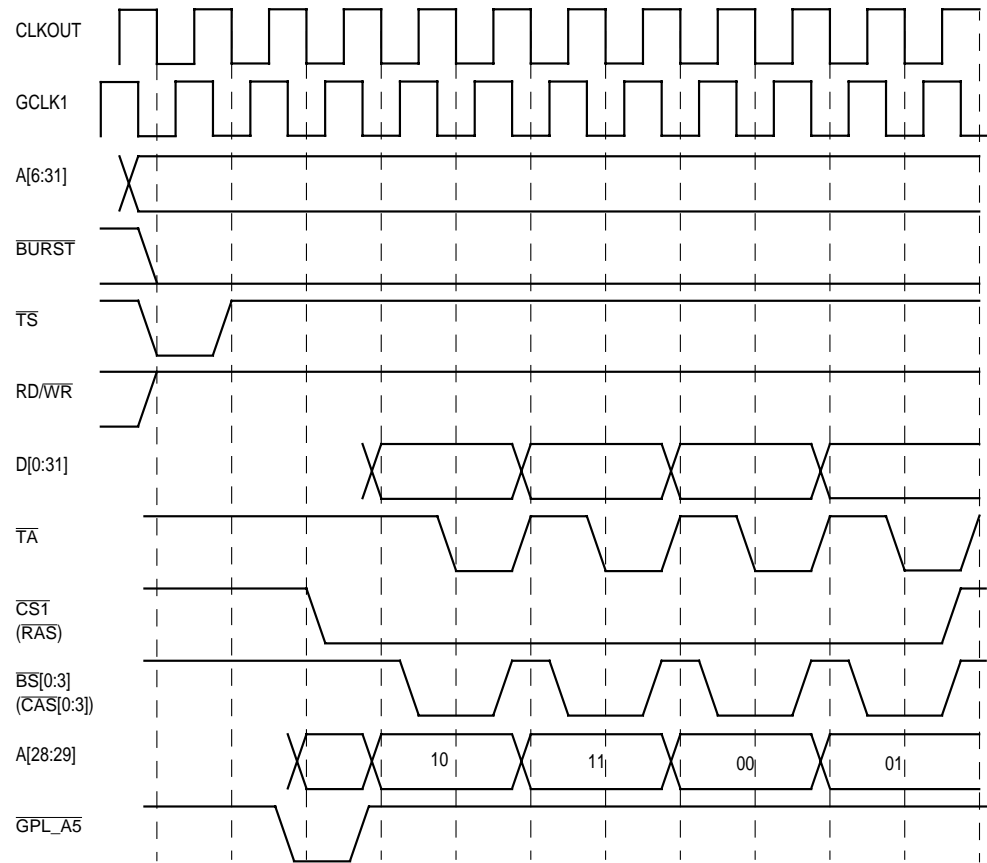 CLKOUT
GCLK1
A[6:31]
BURST
TS
RD/WR
D[0:31]
TA
CS1
(RAS)
BS[0:3]
(CAS[0:3])
A[28:29]
10
11
00
01
GPL_A5